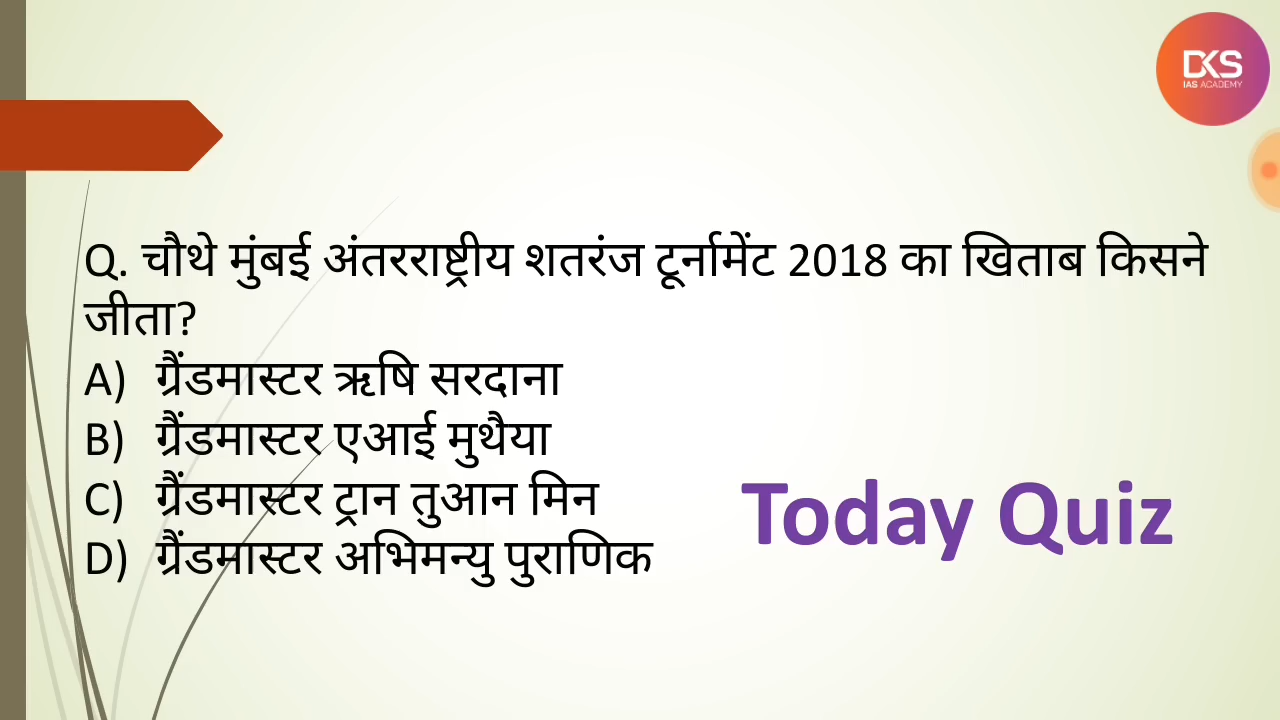 DKS
IAS ACADEMY
Q. चौथे मुंबई अंतरराष्ट्रीय शतरंज टूर्नामेंट 2018 का खिताब किसने
जीता?
A) ग्रैंडमास्टर ऋषि सरदाना
B) ग्रैंडमास्टर एआई मुथैया
C) ग्रैंडमास्टर ट्रान तुआन मिन
D) ग्रैंडमास्टर अभिमन्यु पुराणिक
Today Quiz